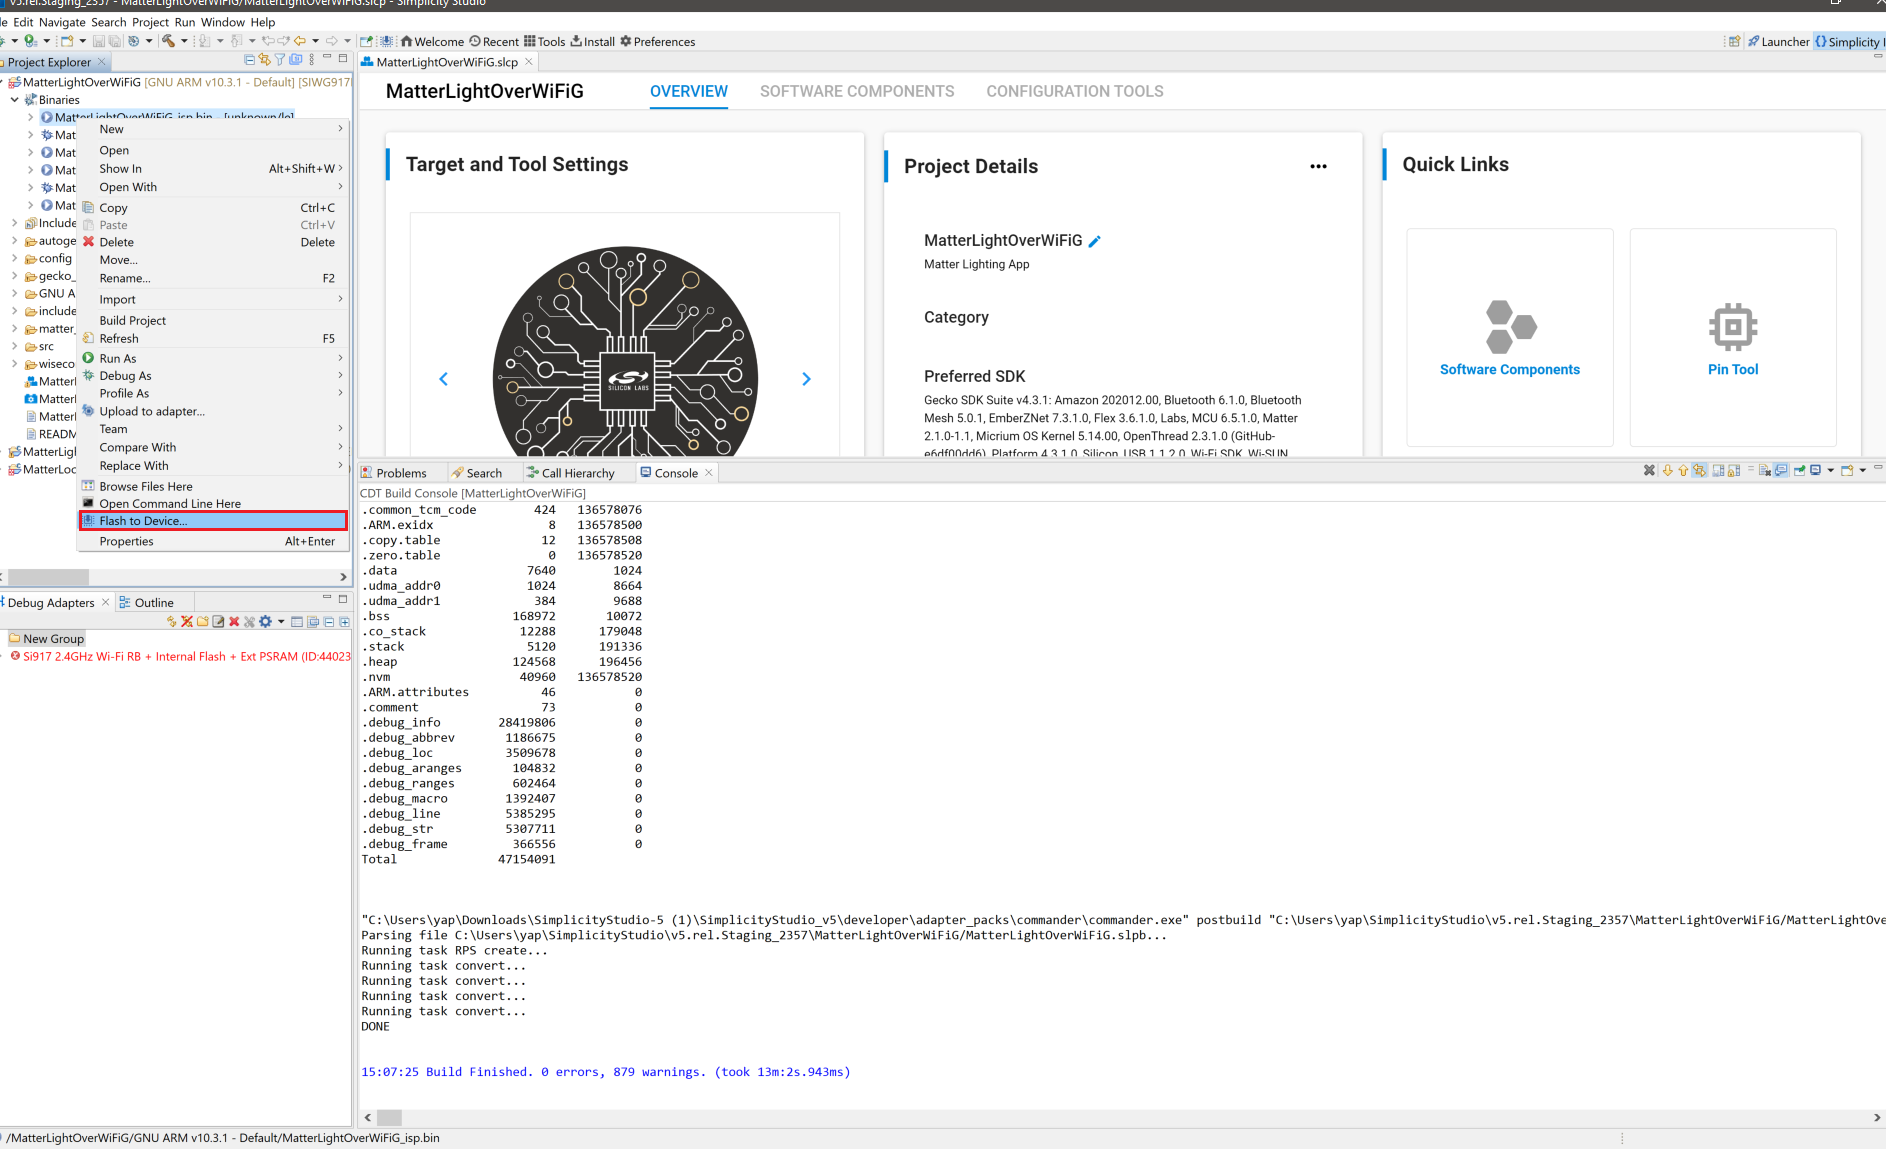 v5.rel.Staging_2357 - MatterLightOverWiFiG/MatterLightOverWiFiG.slcp - Simplicity Studio
Edit Navigate Search Project Run Window Help
Welcome Recent Tools Install Preferences
Launcher Simplicity I
Project Explorer
MatterLightOverWiFiG.slcp
MatterLightOverWiFiG [GNU ARM v10.3.1 - Default] [SIWG917
Binaries
MatterLightOverWiFiG_isp.bin - [unknown/le]
Mat
Mat
Mat
Mat
Mat
Include
autoge
config
gecko_
GNU A
include
matter_
src
wiseco
Matterl
Matterl
Matterl
READM
MatterLigl
MatterLoc
New
Open
Show In Alt+Shift+W
Open With
Copy Ctrl+C
Paste Ctrl+V
Delete Delete
Move...
Rename... F2
Import
Build Project
Refresh F5
Run As
Debug As
Profile As
Upload to adapter...
Team
Compare With
Replace With
Browse Files Here
Open Command Line Here
Flash to Device...
Properties Alt+Enter
MatterLightOverWiFiG
OVERVIEW SOFTWARE COMPONENTS CONFIGURATION TOOLS
Target and Tool Settings
SILICON LABS
Project Details
MatterLightOverWiFiG
Matter Lighting App
Category
Preferred SDK
Gecko SDK Suite v4.3.1: Amazon 202012.00, Bluetooth 6.1.0, Bluetooth
Mesh 5.0.1, EmberZNet 7.3.1.0, Flex 3.6.1.0, Labs, MCU 6.5.1.0, Matter
2.1.0-1.1, Micrium OS Kernel 5.14.00, OpenThread 2.3.1.0 (GitHub-
e6df00dd6), Platform 4.3.1.0, Silicon, USB 1.1.2.0, Wi-Fi SDK, Wi-SUN
Quick Links
Software Components
Pin Tool
Debug Adapters Outline
New Group
Si917 2.4GHz Wi-Fi RB + Internal Flash + Ext PSRAM (ID:44023
Problems Search Call Hierarchy Console
CDT Build Console [MatterLightOverWiFiG]
.common_tcm_code 424 136578076
.ARM.exidx 8 136578500
.copy.table 12 136578508
.zero.table 0 136578520
.data 7640 1024
.udma_addr0 1024 8664
.udma_addr1 384 9688
.bss 168972 10072
.co_stack 12288 179048
.stack 5120 191336
.heap 124568 196456
.nvm 40960 136578520
.ARM.attributes 46 0
.comment 73 0
.debug_info 28419806 0
.debug_abbrev 1186675 0
.debug_loc 3509678 0
.debug_aranges 104832 0
.debug_ranges 602464 0
.debug_macro 1392407 0
.debug_line 5385295 0
.debug_str 5307711 0
.debug_frame 366556 0
Total 47154091
"C:\Users\yap\Downloads\SimplicityStudio-5 (1)\SimplicityStudio_v5\developer\adapter_packs\commander\commander.exe" postbuild "C:\Users\yap\SimplicityStudio\v5.rel.Staging_2357\MatterLightOverWiFiG/MatterLightOve
Parsing file C:\Users\yap\SimplicityStudio\v5.rel.Staging_2357\MatterLightOverWiFiG/MatterLightOverWiFiG.slpb...
Running task RPS create...
Running task convert...
Running task convert...
Running task convert...
Running task convert...
DONE
15:07:25 Build Finished. 0 errors, 879 warnings. (took 13m:2s.943ms)
/MatterLightOverWiFiG/GNU ARM v10.3.1 - Default/MatterLightOverWiFiG_isp.bin